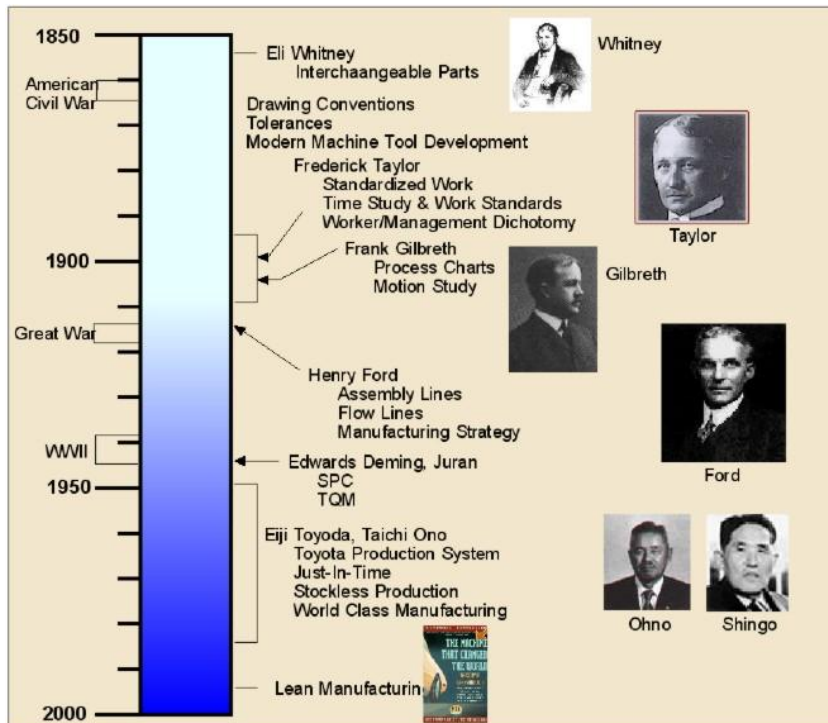 1850
Eli Whitney
Interchaangeable Parts
Whitney
American
Civil War
Drawing Conventions
Tolerances
Modern Machine Tool Development
Frederick Taylor
Standardized Work
Time Study & Work Standards
Worker/Management Dichotomy
Taylor
1900
Frank Gilbreth
Process Charts
Motion Study
Gilbreth
Great War
Henry Ford
Assembly Lines
Flow Lines
Manufacturing Strategy
Ford
WWII
Edwards Deming, Juran
SPC
TQM
1950
Eiji Toyoda, Taichi Ono
Toyota Production System
Just-In-Time
Stockless Production
World Class Manufacturing
Ohno
Shingo
THE MACHINE
THAT CHANGED
THE WORLD
Lean Manufacturing
2000